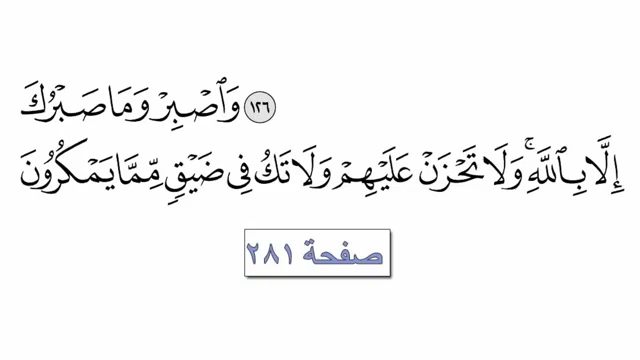 ۝١٢٦ وَٱصۡبِرۡ وَمَا صَبۡرُكَ
إِلَّا بِٱللَّهِۚ وَلَا تَحۡزَنۡ عَلَيۡهِمۡ وَلَا تَكُ فِي ضَيۡقٖ مِّمَّا يَمۡكُرُونَ
صفحة ٢٨١